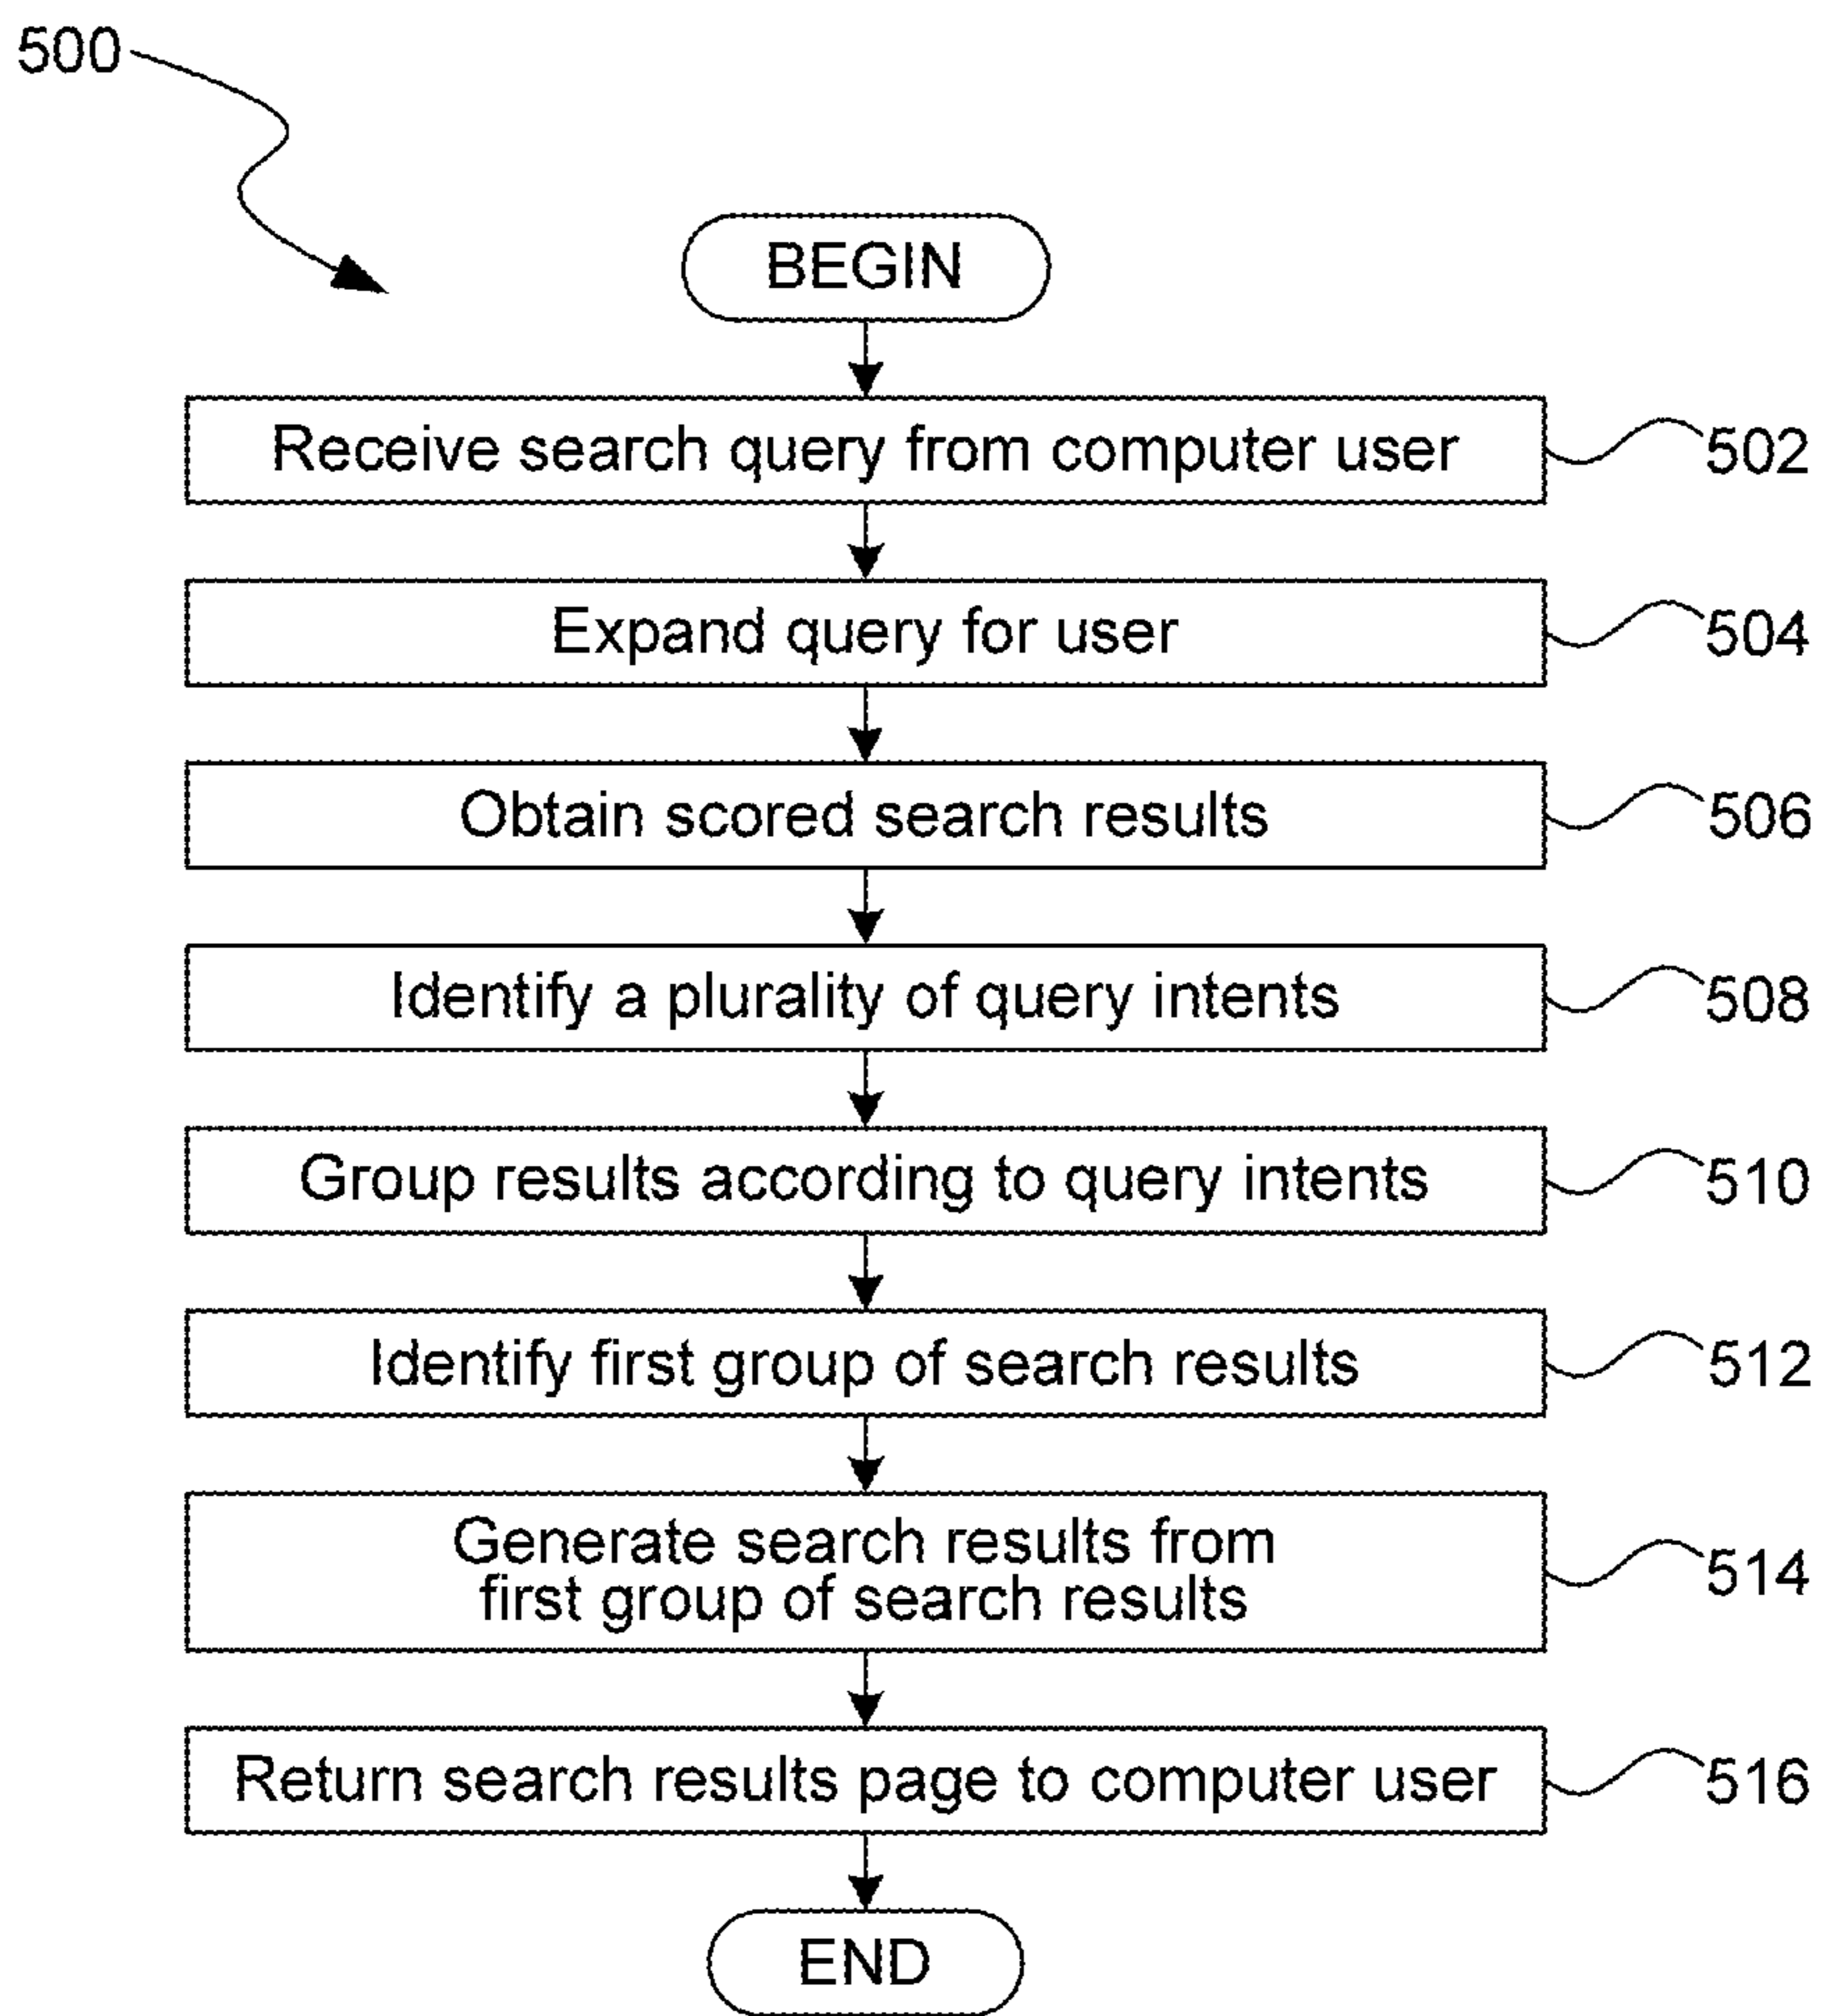 500
BEGIN
Receive search query from computer user
502
Expand query for user
504
Obtain scored search results
506
Identify a plurality of query intents
508
Group results according to query intents
510
Identify first group of search results
512
Generate search results from
first group of search results
514
Return search results page to computer user
516
END